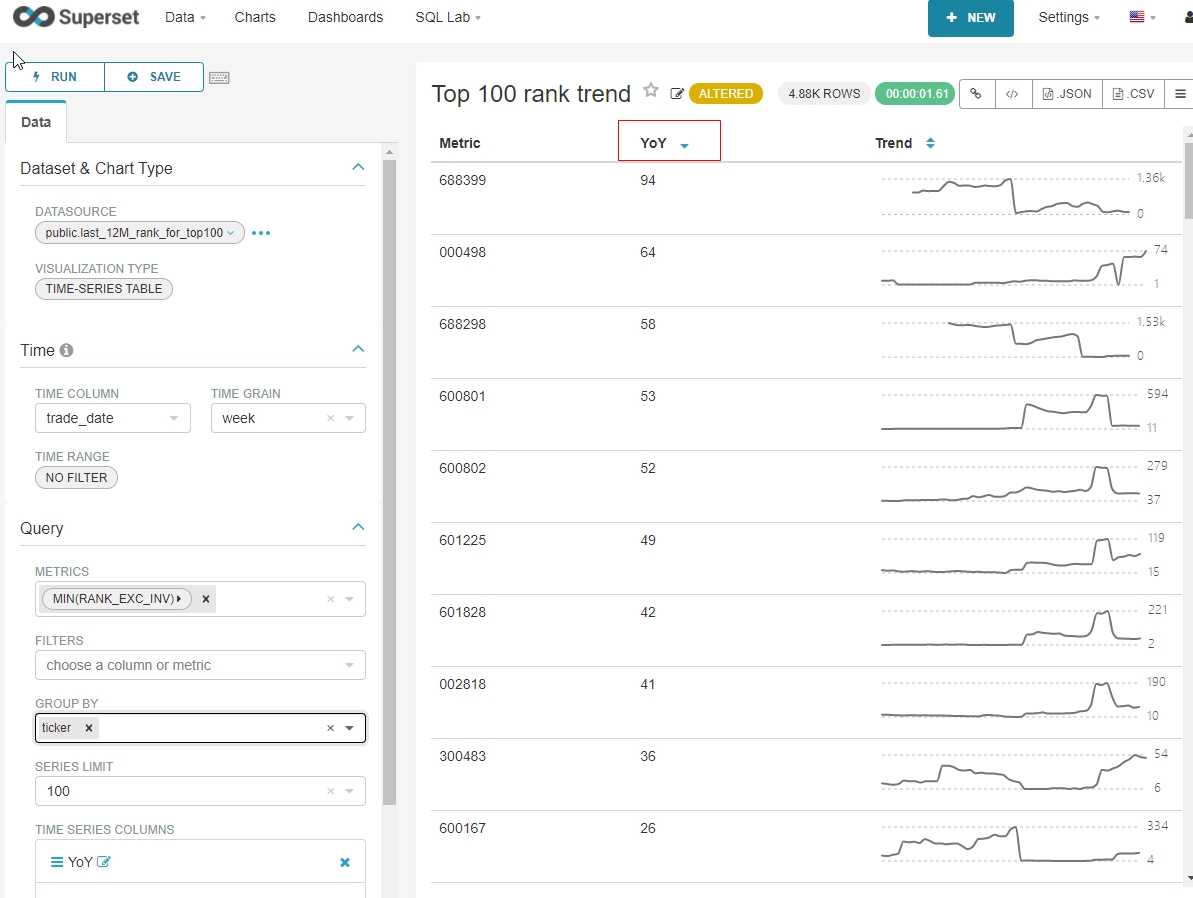 Superset Data Charts Dashboards SQL Lab + NEW Settings
RUN SAVE
Data
Dataset & Chart Type
DATASOURCE
public.last_12M_rank_for_top100
VISUALIZATION TYPE
TIME-SERIES TABLE
Time
TIME COLUMN TIME GRAIN
trade_date week
TIME RANGE
NO FILTER
Query
METRICS
MIN(RANK_EXC_INV)
FILTERS
choose a column or metric
GROUP BY
ticker
SERIES LIMIT
100
TIME SERIES COLUMNS
YoY
Top 100 rank trend ALTERED 4.88K ROWS 00:00:01.61 </> .JSON .CSV
Metric YoY Trend
688399 94 1.36k
0
000498 64 74
1
688298 58 1.53k
0
600801 53 594
11
600802 52 279
37
601225 49 119
15
601828 42 221
2
002818 41 190
10
300483 36 54
6
600167 26 334
4